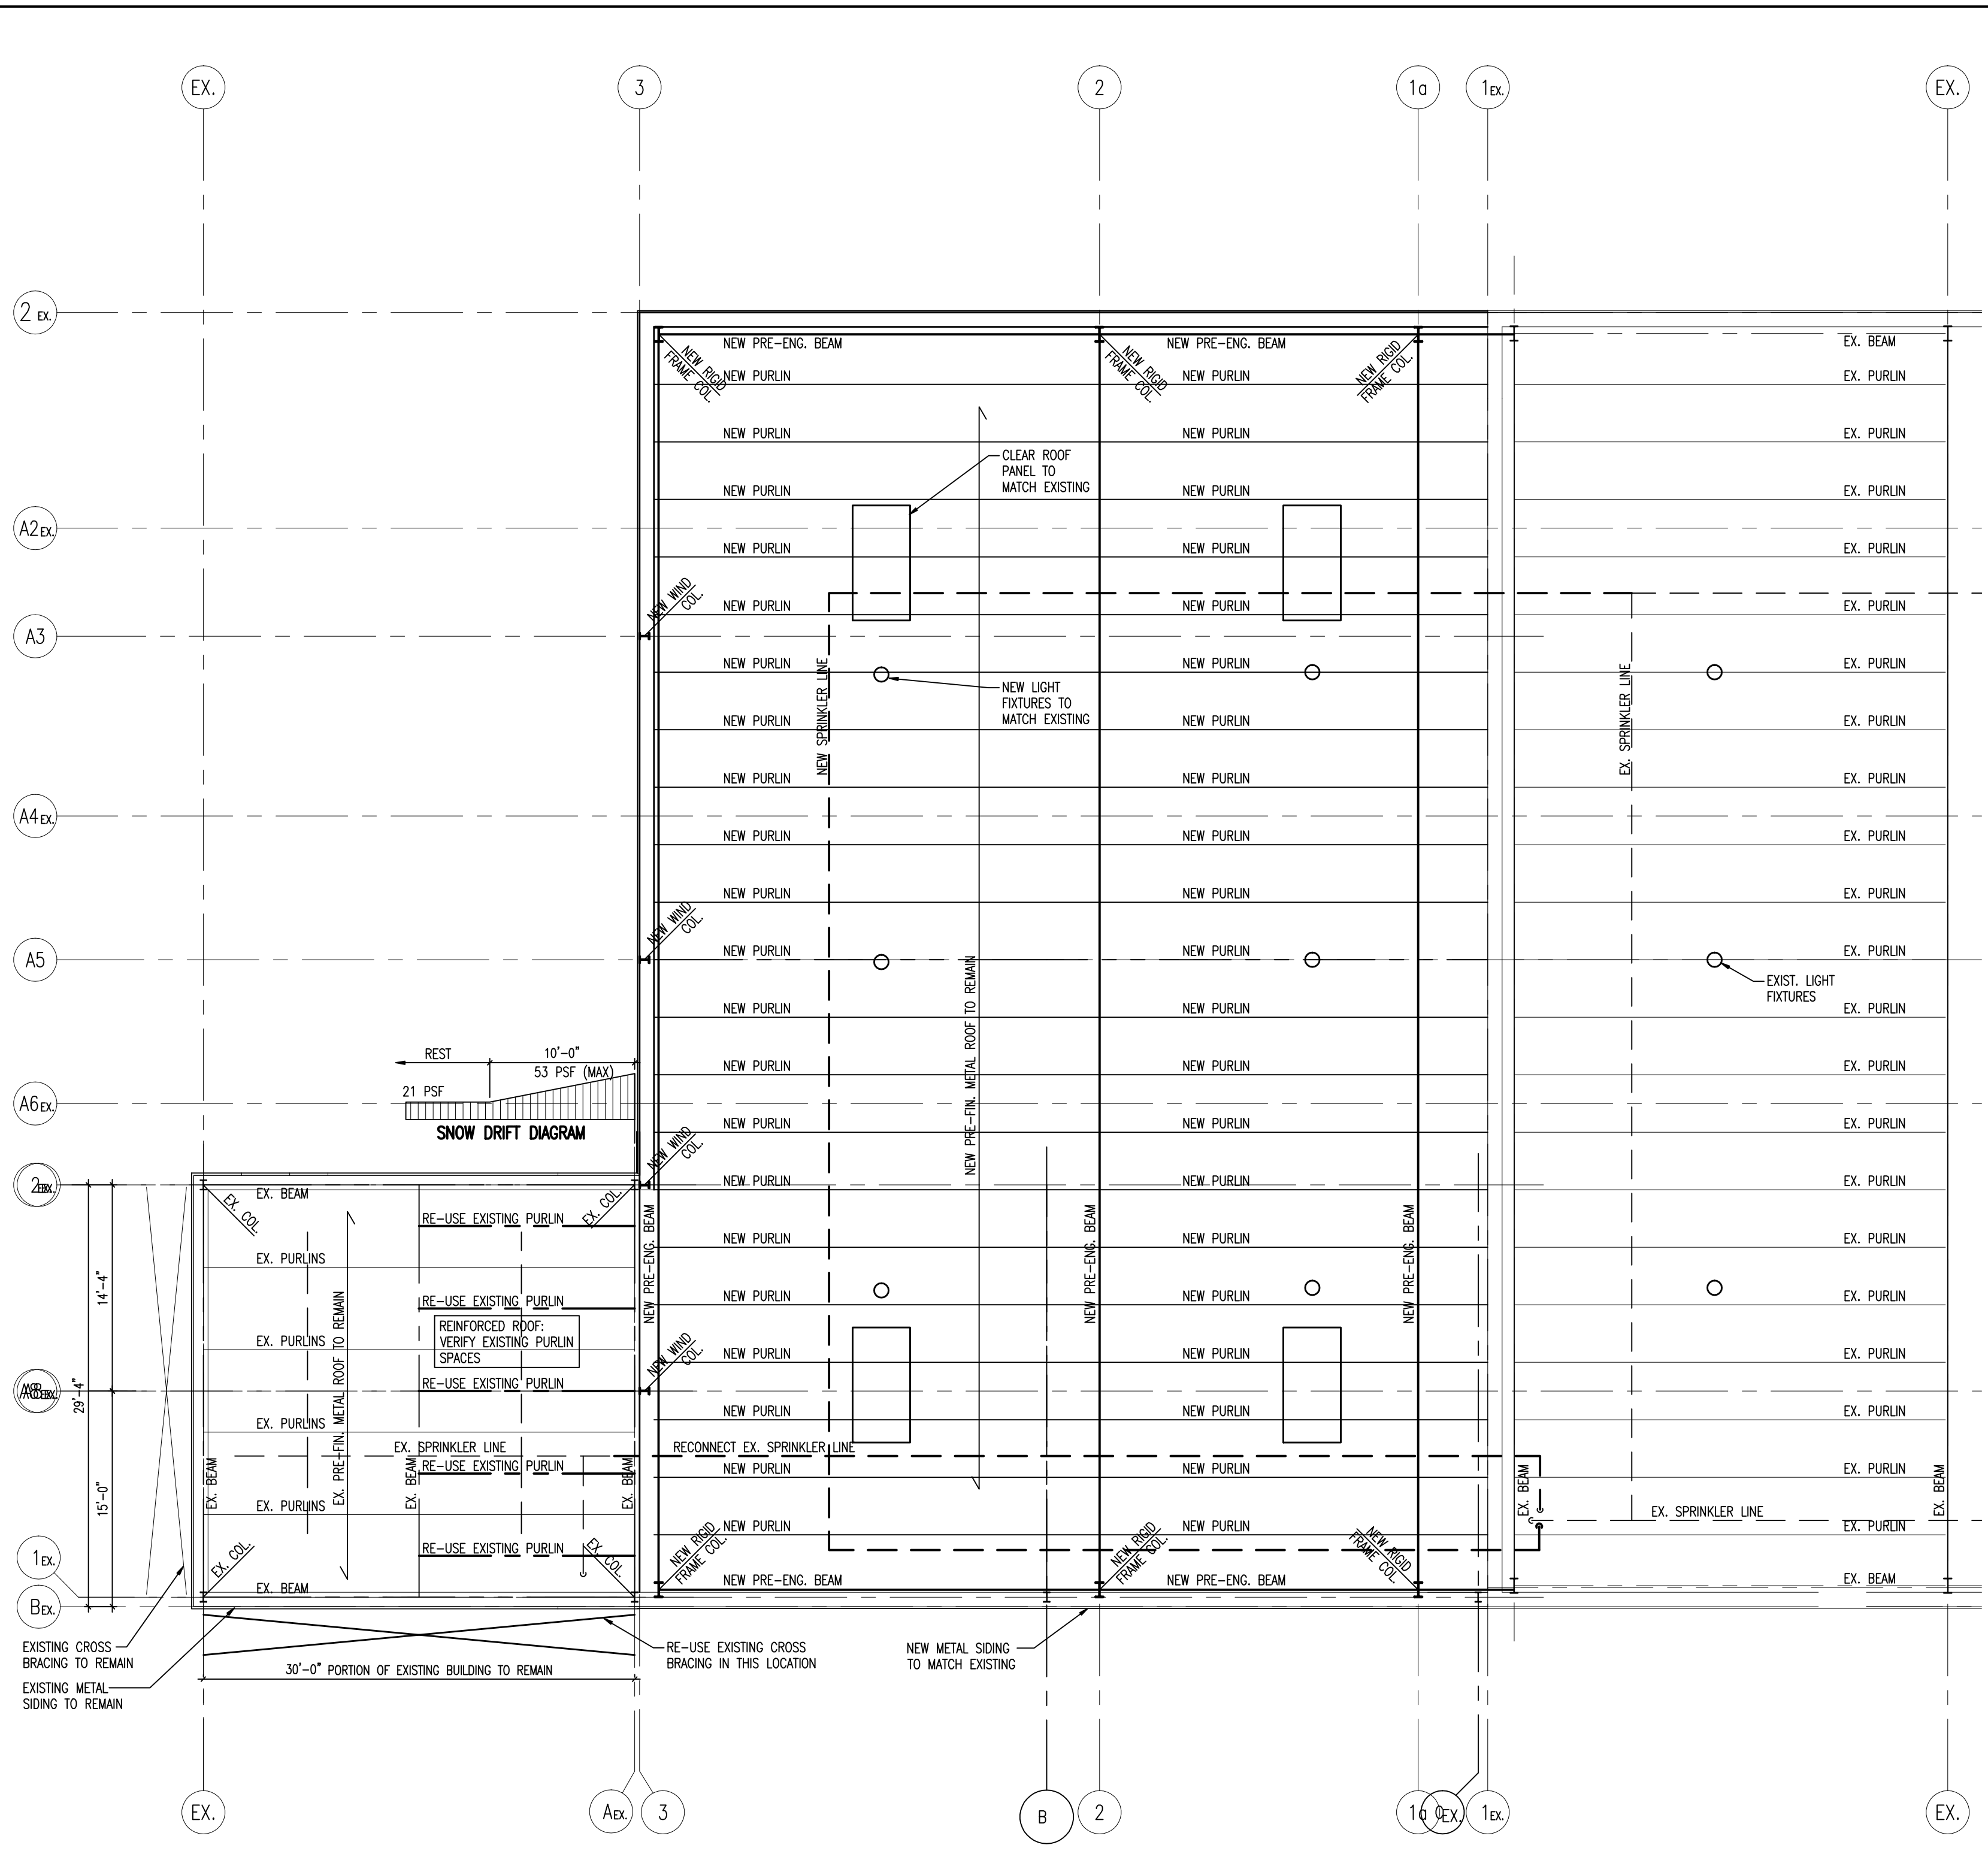 EX.
3
2
1a
1EX.
EX.
2 EX.
NEW PRE-ENG. BEAM
NEW PRE-ENG. BEAM
EX. BEAM
NEW RIGID
FRAME COL.
NEW RIGID
FRAME COL.
NEW RIGID
FRAME COL.
NEW PURLIN
NEW PURLIN
EX. PURLIN
NEW PURLIN
NEW PURLIN
EX. PURLIN
CLEAR ROOF
PANEL TO
MATCH EXISTING
NEW PURLIN
NEW PURLIN
EX. PURLIN
A2EX.
NEW PURLIN
NEW PURLIN
EX. PURLIN
NEW WIND
COL.
NEW PURLIN
NEW PURLIN
EX. PURLIN
A3
NEW PURLIN
NEW PURLIN
EX. PURLIN
NEW SPRINKLER LINE
EX. SPRINKLER LINE
NEW LIGHT
FIXTURES TO
MATCH EXISTING
NEW PURLIN
NEW PURLIN
EX. PURLIN
NEW PURLIN
NEW PURLIN
EX. PURLIN
A4EX.
NEW PURLIN
NEW PURLIN
EX. PURLIN
NEW PURLIN
NEW PURLIN
EX. PURLIN
NEW WIND
COL.
A5
NEW PURLIN
NEW PURLIN
EX. PURLIN
EXIST. LIGHT
FIXTURES
NEW PURLIN
NEW PURLIN
EX. PURLIN
NEW PRE-FIN. METAL ROOF TO REMAIN
REST
10'-0"
53 PSF (MAX)
21 PSF
NEW PURLIN
NEW PURLIN
EX. PURLIN
A6EX.
SNOW DRIFT DIAGRAM
NEW PURLIN
NEW PURLIN
EX. PURLIN
NEW WIND
COL.
NEW PURLIN
NEW PURLIN
EX. PURLIN
EX. BEAM
EX. COL.
EX. COL.
RE-USE EXISTING PURLIN
NEW PRE-ENG. BEAM
NEW PRE-ENG. BEAM
NEW PRE-ENG. BEAM
NEW PURLIN
NEW PURLIN
EX. PURLIN
EX. PURLINS
14'-4"
RE-USE EXISTING PURLIN
NEW PURLIN
NEW PURLIN
EX. PURLIN
REINFORCED ROOF:
VERIFY EXISTING PURLIN
SPACES
EX. PURLINS
EX. PRE-FIN. METAL ROOF TO REMAIN
NEW WIND
COL.
NEW PURLIN
NEW PURLIN
EX. PURLIN
29'-4"
RE-USE EXISTING PURLIN
NEW PURLIN
NEW PURLIN
EX. PURLIN
EX. PURLINS
EX. SPRINKLER LINE
RECONNECT EX. SPRINKLER LINE
RE-USE EXISTING PURLIN
NEW PURLIN
NEW PURLIN
EX. PURLIN
15'-0"
EX. BEAM
EX. BEAM
EX. BEAM
EX. BEAM
EX. BEAM
EX. PURLINS
EX. SPRINKLER LINE
NEW PURLIN
NEW PURLIN
EX. PURLIN
RE-USE EXISTING PURLIN
1EX.
EX. COL.
EX. COL.
NEW RIGID
FRAME COL.
NEW RIGID
FRAME COL.
NEW RIGID
FRAME COL.
EX. BEAM
NEW PRE-ENG. BEAM
NEW PRE-ENG. BEAM
EX. BEAM
BEX.
EXISTING CROSS
BRACING TO REMAIN
EXISTING METAL
SIDING TO REMAIN
30'-0" PORTION OF EXISTING BUILDING TO REMAIN
RE-USE EXISTING CROSS
BRACING IN THIS LOCATION
NEW METAL SIDING
TO MATCH EXISTING
EX.
AEX.
3
B
2
1a
1EX.
EX.